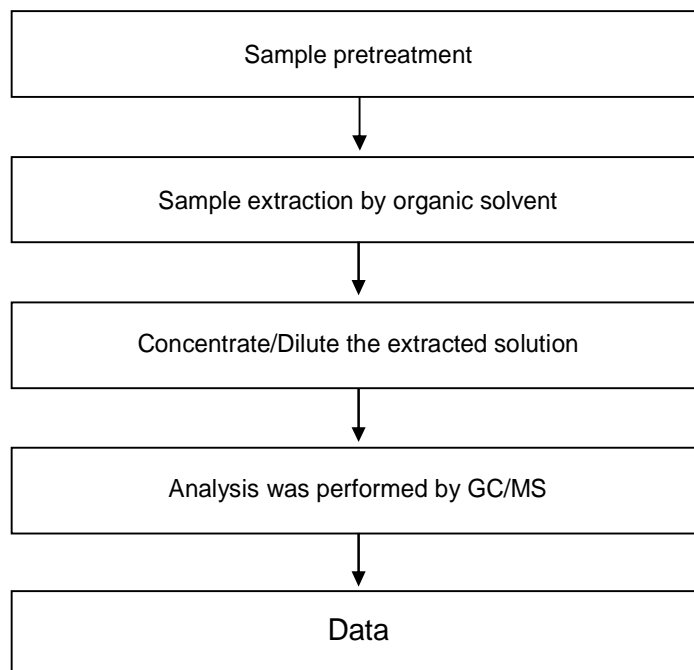 Sample pretreatment
Sample extraction by organic solvent
Concentrate/Dilute the extracted solution
Analysis was performed by GC/MS
Data